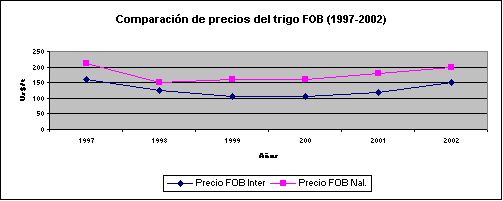 Comparación de precios del trigo FOB (1997-2002)
250
200
150
100
50
0
Us$/t
1997 1998 1999 200 2001 2002
Años
Precio FOB Inter Precio FOB Nal.